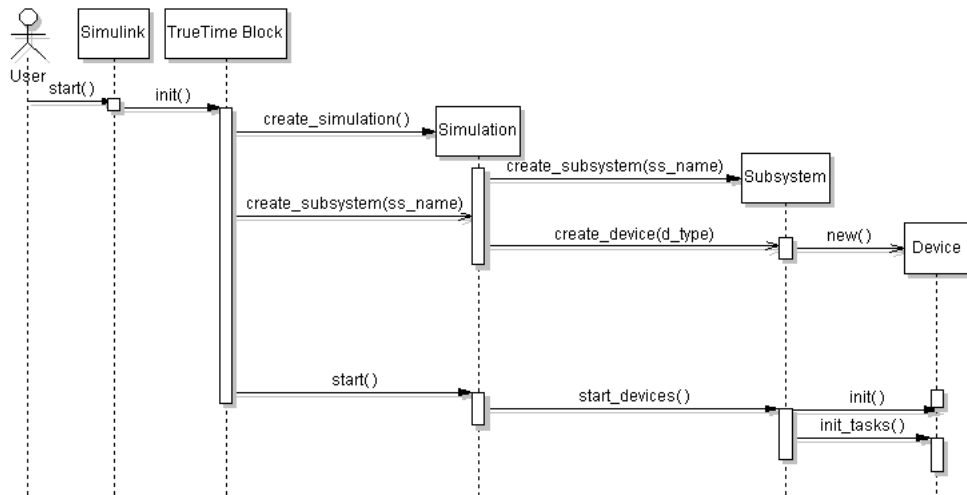 Simulink
TrueTime Block
User
start()
init()
create_simulation()
Simulation
create_subsystem(ss_name)
Subsystem
create_subsystem(ss_name)
create_device(d_type)
new()
Device
start()
start_devices()
init()
init_tasks()